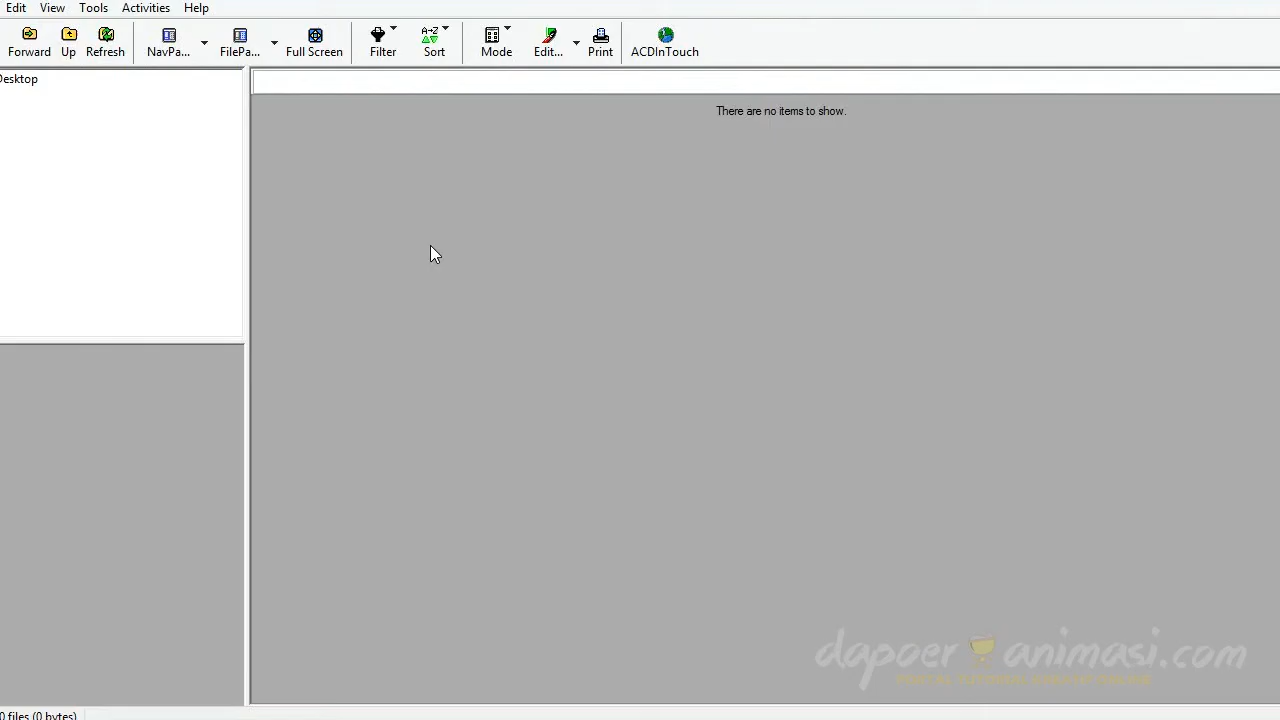 Edit View Tools Activities Help
Forward Up Refresh NavPa... FilePa... Full Screen Filter Sort Mode Edit... Print ACDInTouch
Desktop
There are no items to show.
dapoer animasi.com
0 files (0 bytes)